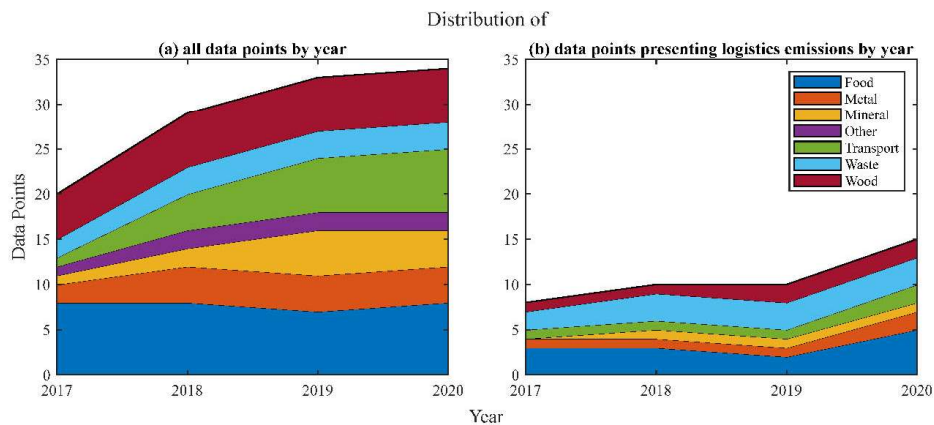 Distribution of
(a) all data points by year
(b) data points presenting logistics emissions by year
35
30
25
20
15
10
5
0
Data Points
2017
2018
2019
2020
35
30
25
20
15
10
5
0
Food
Metal
Mineral
Other
Transport
Waste
Wood
2017
2018
2019
2020
Year